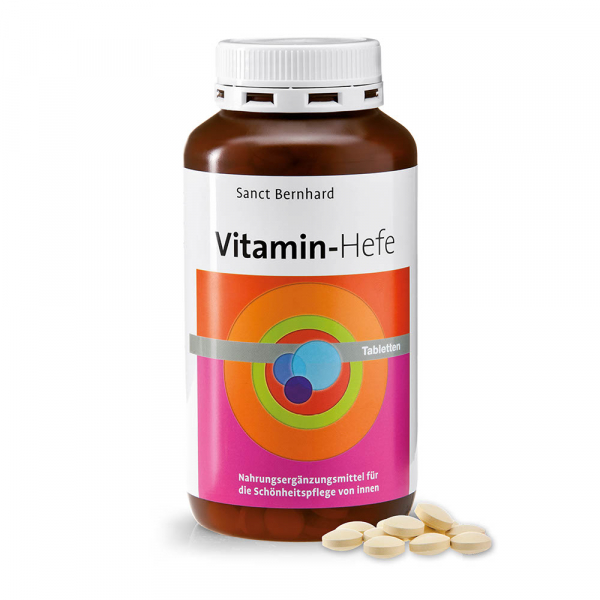 Sanct Bernhard
Vitamin-Hefe
Tabletten
Nahrungsergänzungsmittel für
die Schönheitspflege von innen